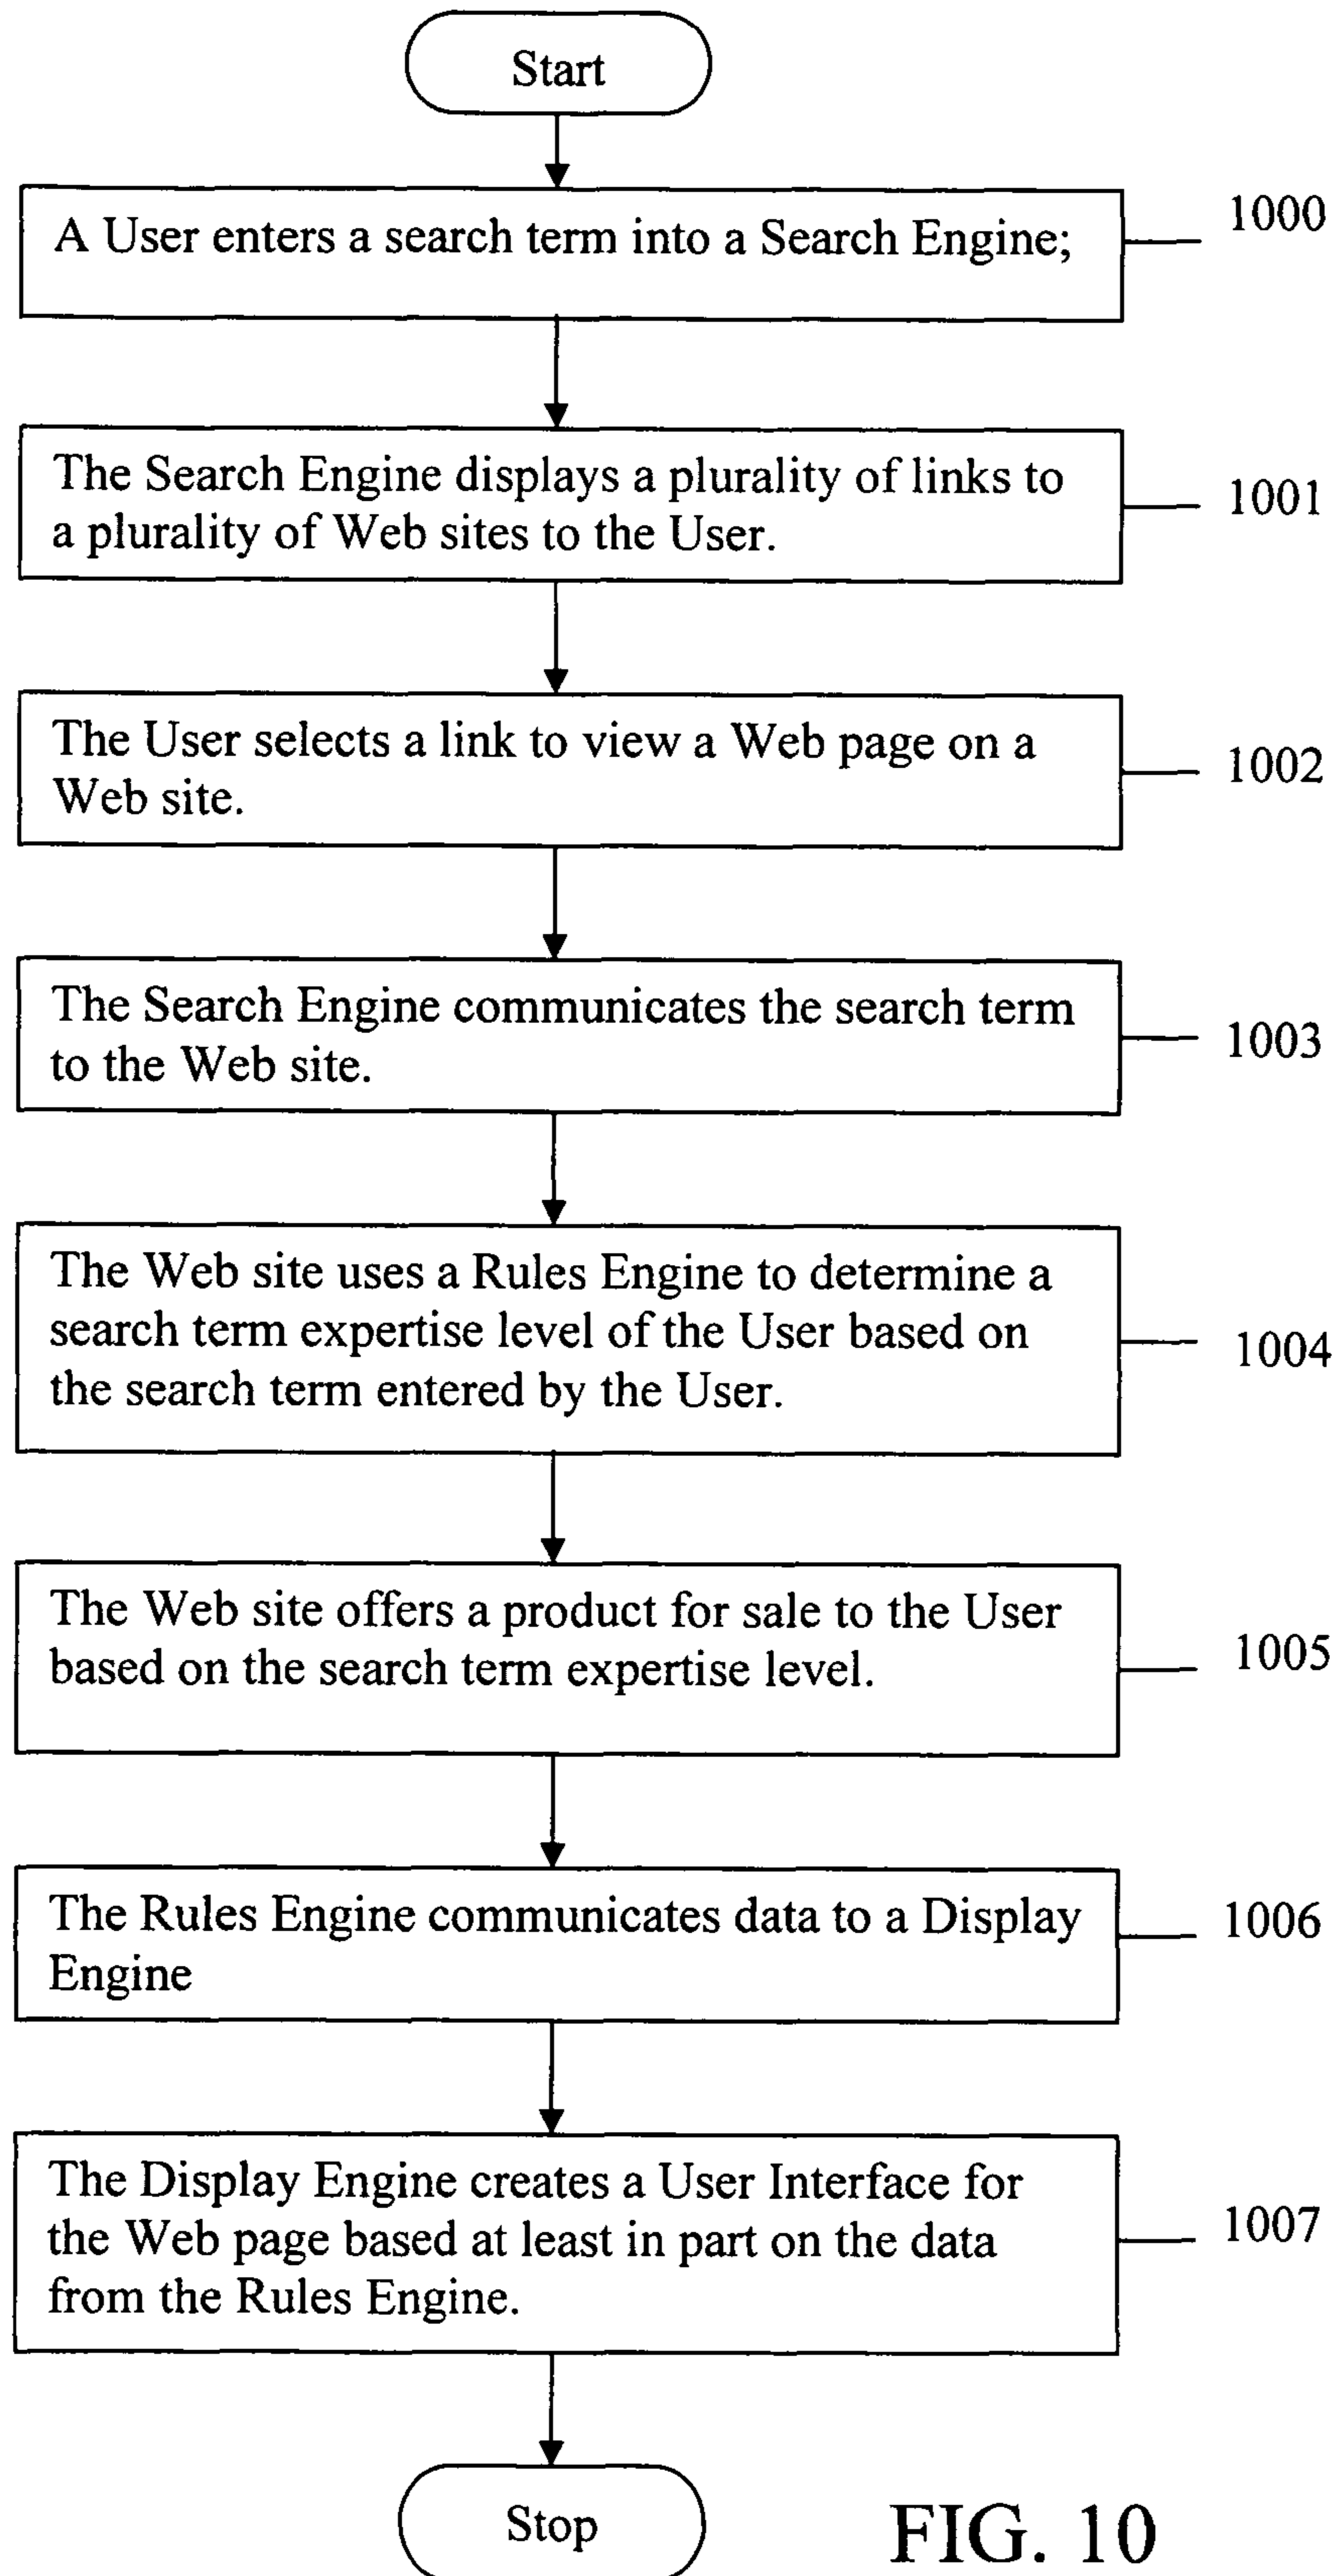 Start
A User enters a search term into a Search Engine;
1000
The Search Engine displays a plurality of links to
a plurality of Web sites to the User.
1001
The User selects a link to view a Web page on a
Web site.
1002
The Search Engine communicates the search term
to the Web site.
1003
The Web site uses a Rules Engine to determine a
search term expertise level of the User based on
the search term entered by the User.
1004
The Web site offers a product for sale to the User
based on the search term expertise level.
1005
The Rules Engine communicates data to a Display
Engine
1006
The Display Engine creates a User Interface for
the Web page based at least in part on the data
from the Rules Engine.
1007
Stop
FIG. 10